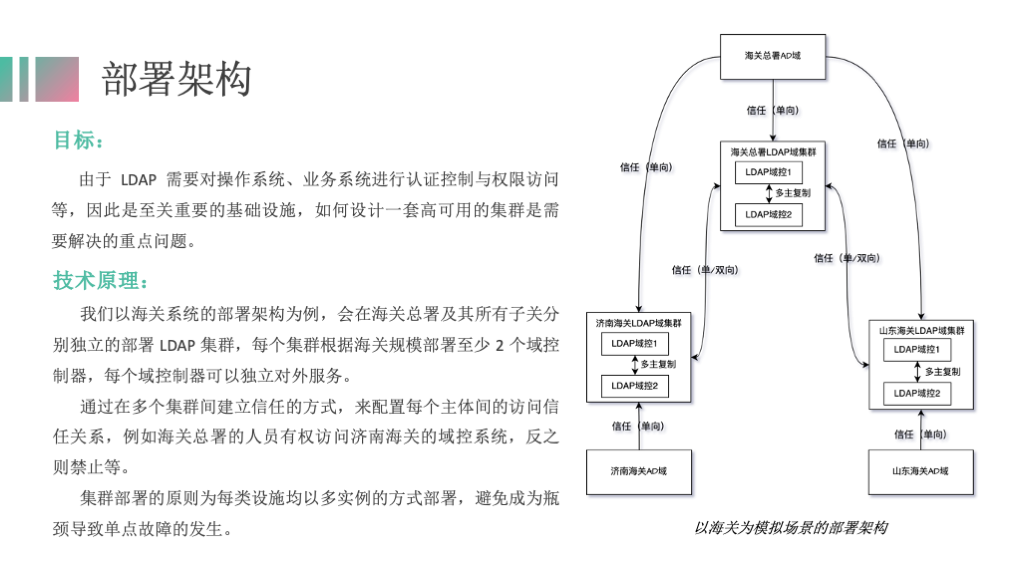 部署架构
目标：
由于 LDAP 需要对操作系统、业务系统进行认证控制与权限访问
等，因此是至关重要的基础设施，如何设计一套高可用的集群是需
要解决的重点问题。
技术原理：
我们以海关系统的部署架构为例，会在海关总署及其所有子关分
别独立的部署 LDAP 集群，每个集群根据海关规模部署至少 2 个域控
制器，每个域控制器可以独立对外服务。
通过在多个集群间建立信任的方式，来配置每个主体间的访问信
任关系，例如海关总署的人员有权访问济南海关的域控系统，反之
则禁止等。
集群部署的原则为每类设施均以多实例的方式部署，避免成为瓶
颈导致单点故障的发生。
海关总署AD域
信任（单向）
信任（单向）
信任（单向）
海关总署LDAP域集群
LDAP域控1
多主复制
LDAP域控2
信任（单/双向）
信任（单/双向）
济南海关LDAP域集群
LDAP域控1
多主复制
LDAP域控2
信任（单向）
济南海关AD域
山东海关LDAP域集群
LDAP域控1
多主复制
LDAP域控2
信任（单向）
山东海关AD域
以海关为模拟场景的部署架构